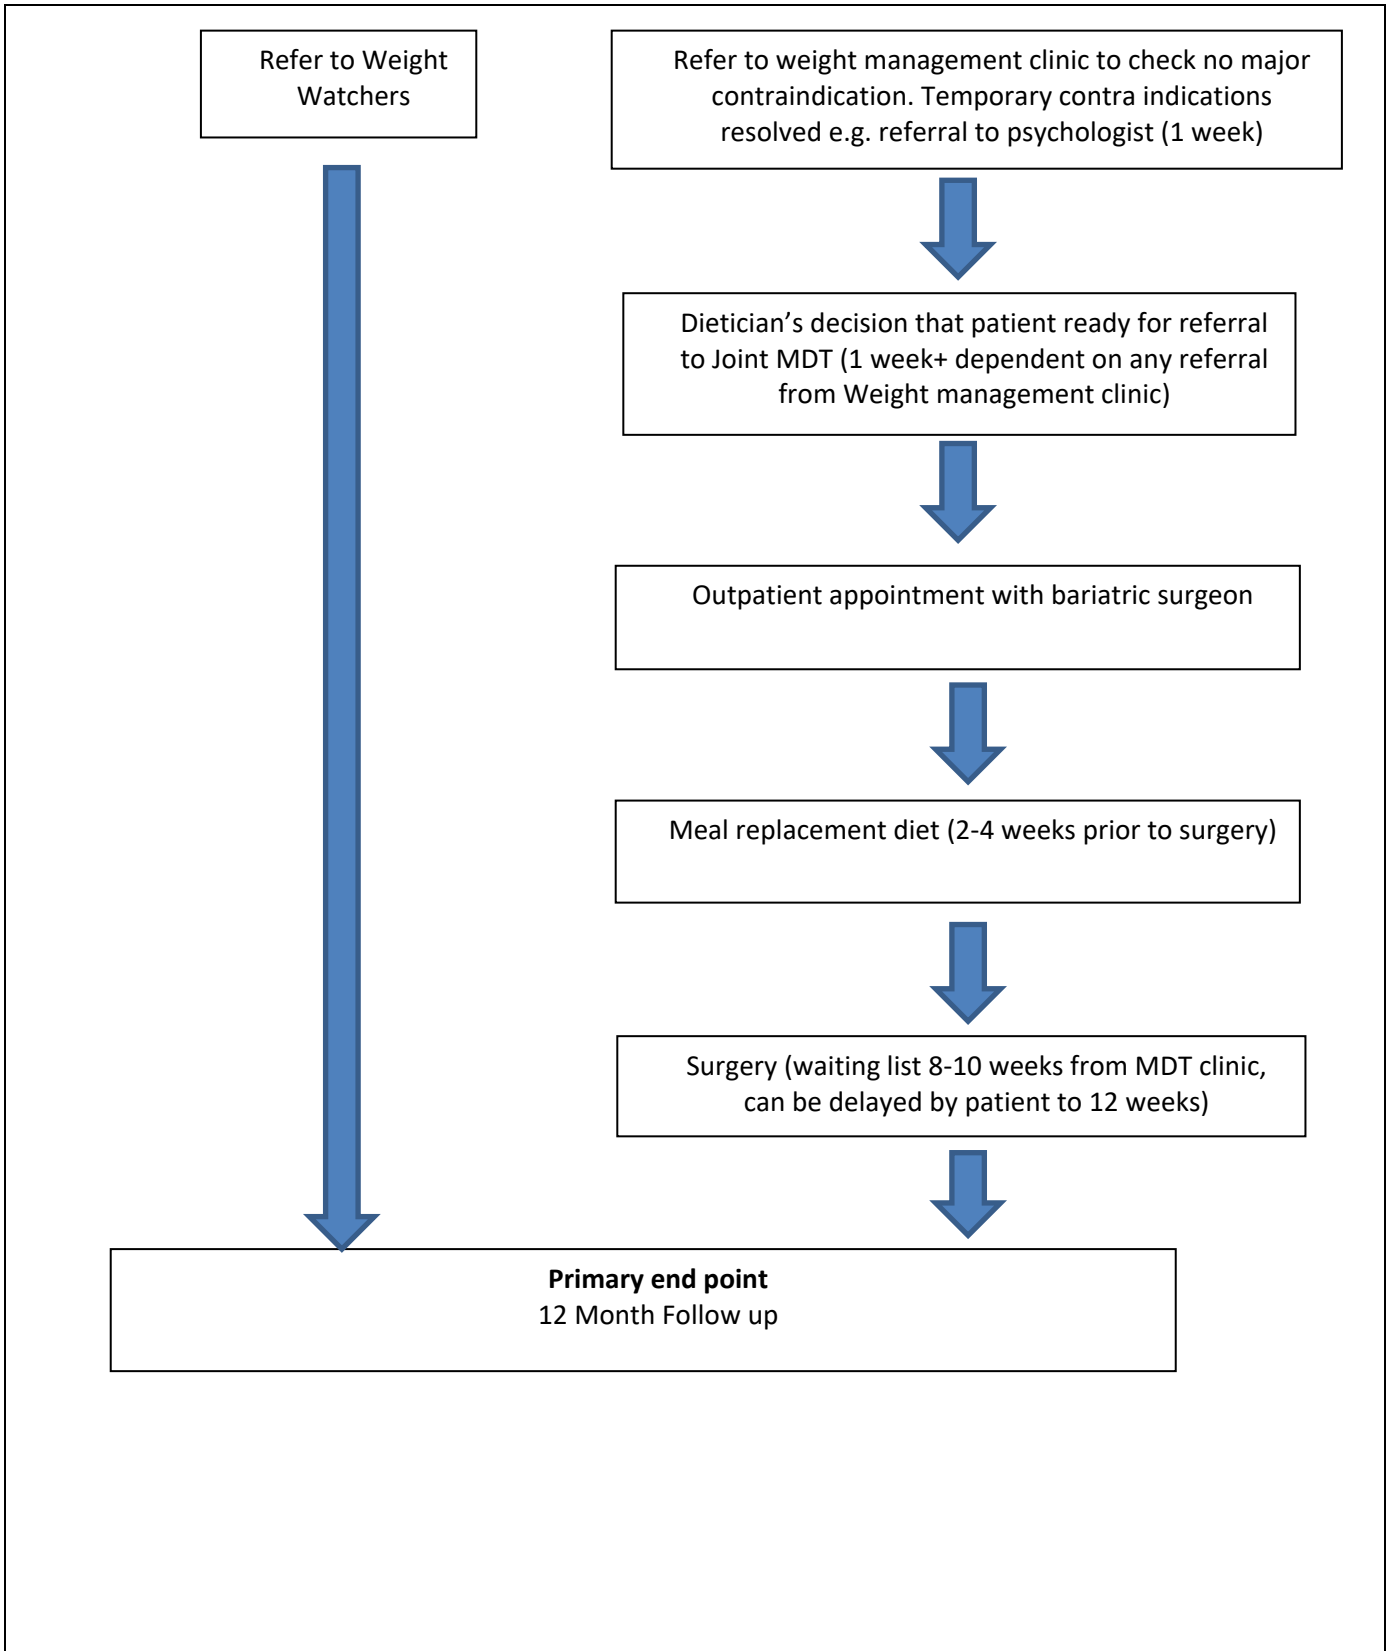 Refer to Weight
Watchers
Refer to weight management clinic to check no major
contraindication. Temporary contra indications
resolved e.g. referral to psychologist (1 week)
Dietician’s decision that patient ready for referral
to Joint MDT (1 week+ dependent on any referral
from Weight management clinic)
Outpatient appointment with bariatric surgeon
Meal replacement diet (2-4 weeks prior to surgery)
Surgery (waiting list 8-10 weeks from MDT clinic,
can be delayed by patient to 12 weeks)
Primary end point
12 Month Follow up